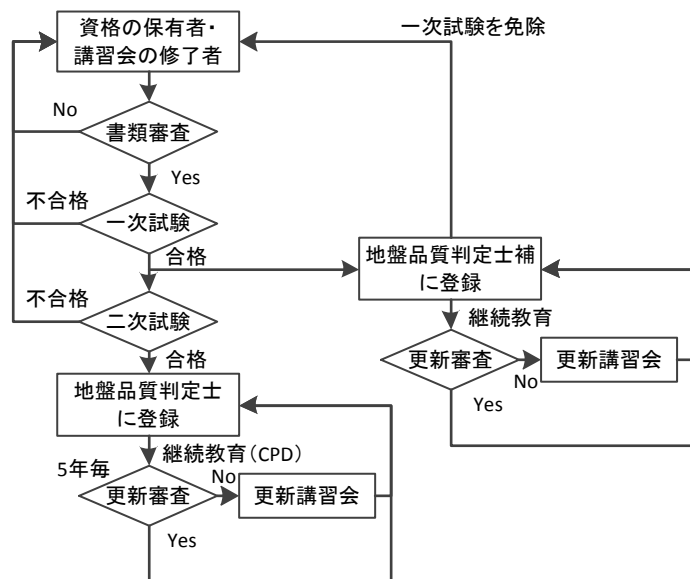 資格の保有者・
講習会の修了者
一次試験を免除
No
書類審査
Yes
不合格
一次試験
合格
地盤品質判定士補
に登録
不合格
二次試験
継続教育
合格
更新審査
No
更新講習会
Yes
地盤品質判定士
に登録
継続教育（CPD）
5年毎
更新審査
No
更新講習会
Yes